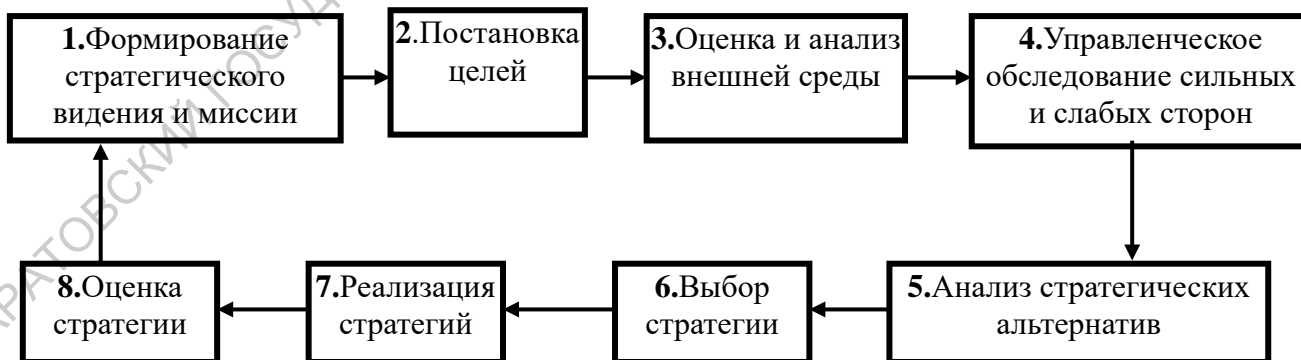 1.Формирование
стратегического
видения и миссии
2.Постановка
целей
3.Оценка и анализ
внешней среды
4.Управленческое
обследование сильных
и слабых сторон
8.Оценка
стратегии
7.Реализация
стратегий
6.Выбор
стратегии
5.Анализ стратегических
альтернатив